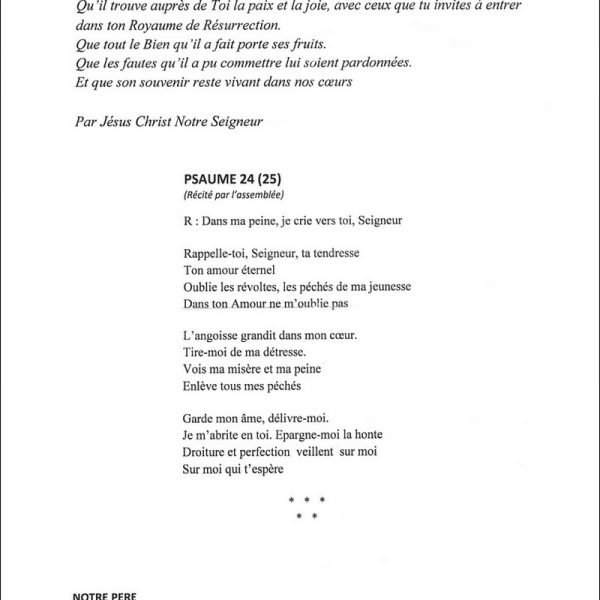 Qu'il trouve auprès de Toi la paix et la joie, avec ceux que tu invites à entrer
dans ton Royaume de Résurrection.
Que tout le Bien qu'il a fait porte ses fruits.
Que les fautes qu'il a pu commettre lui soient pardonnées.
Et que son souvenir reste vivant dans nos cœurs
Par Jésus Christ Notre Seigneur
PSAUME 24 (25)
(Récité par l'assemblée)
R : Dans ma peine, je crie vers toi, Seigneur
Rappelle-toi, Seigneur, ta tendresse
Ton amour éternel
Oublie les révoltes, les péchés de ma jeunesse
Dans ton Amour ne m'oublie pas
L'angoisse grandit dans mon cœur.
Tire-moi de ma détresse.
Vois ma misère et ma peine
Enlève tous mes péchés
Garde mon âme, délivre-moi.
Je m'abrite en toi. Epargne-moi la honte
Droiture et perfection veillent sur moi
Sur moi qui t'espère
* * *
* *
NOTRE PERE